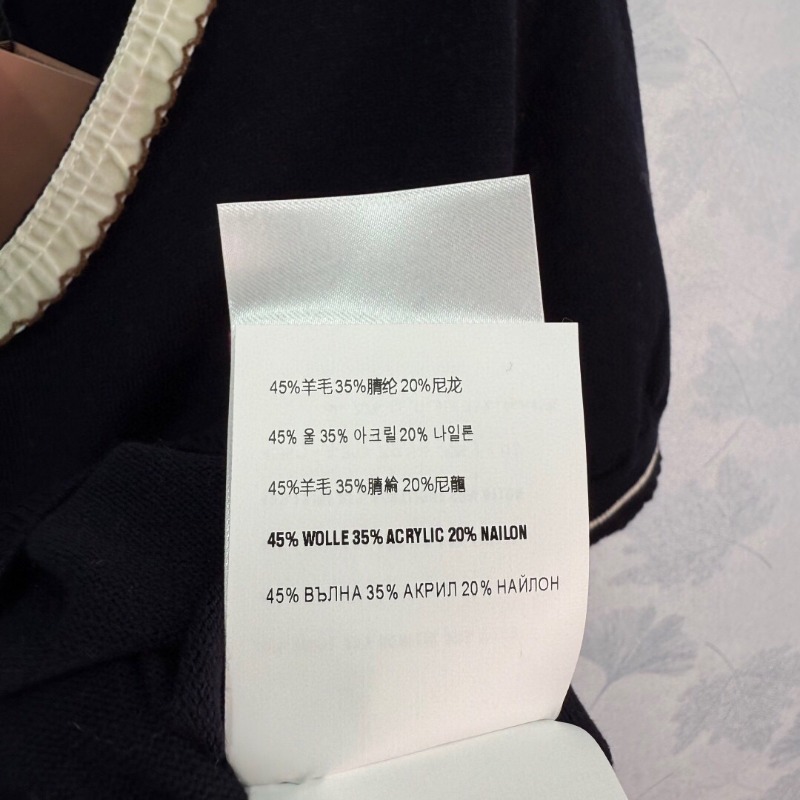 45%羊毛35%腈纶20%尼龙
45% 울 35% 아크릴 20% 나일론
45%羊毛 35%腈綸 20%尼龍
45% WOLLE 35% ACRYLIC 20% NAILON
45% ВЪЛНА 35% АКРИЛ 20% НАЙЛОН